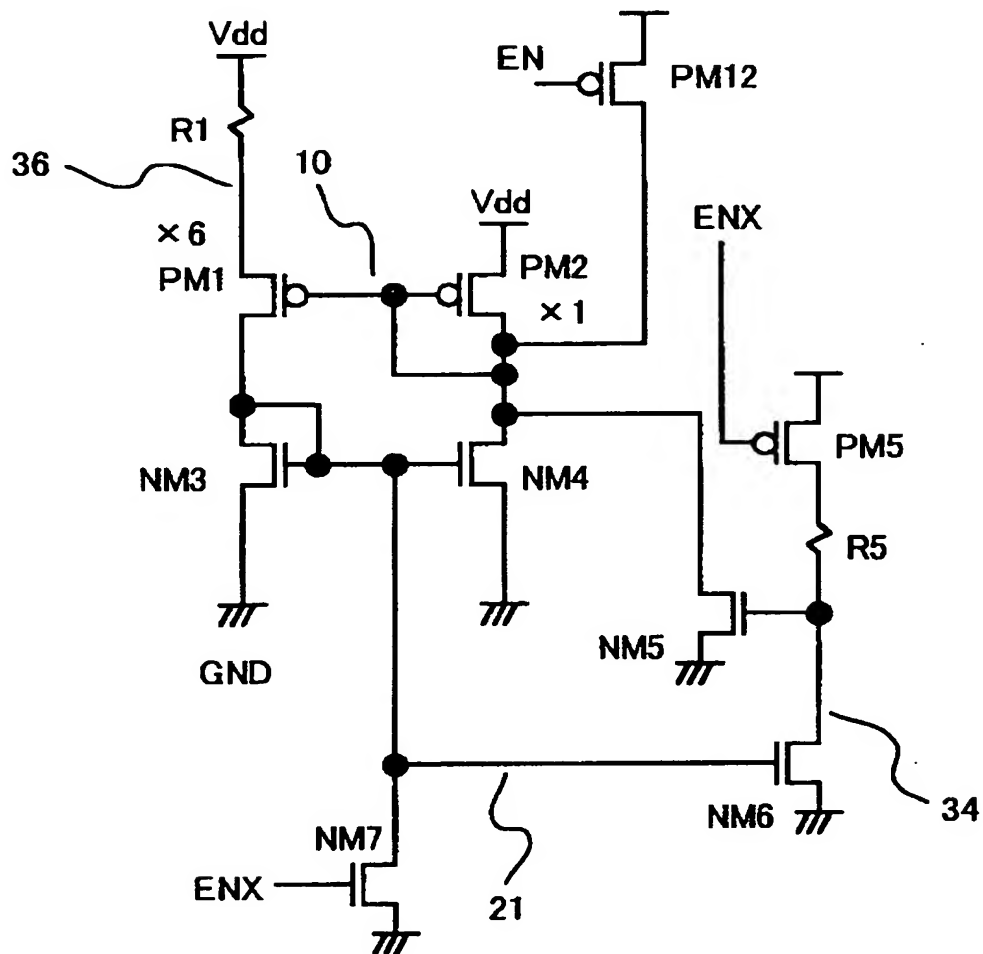 Vdd
EN
PM12
R1
36
10
Vdd
ENX
× 6
PM1
PM2
× 1
PM5
NM3
NM4
R5
NM5
GND
34
NM6
NM7
ENX
21